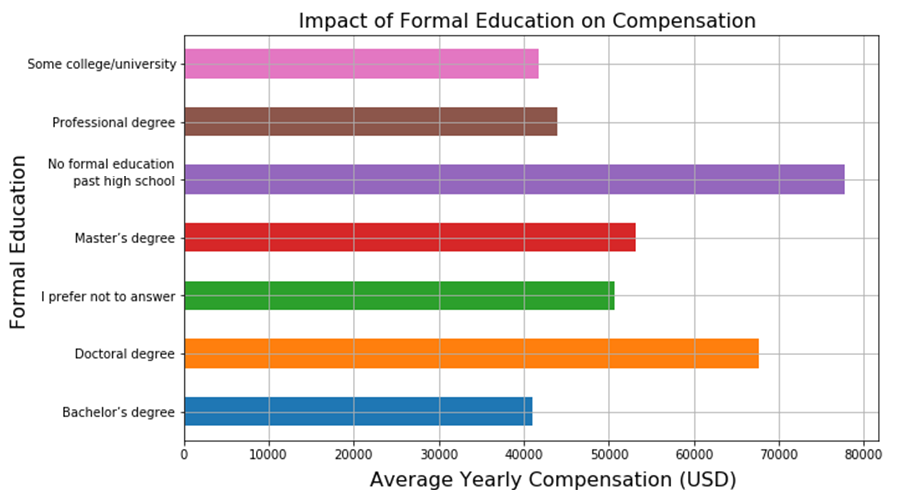 Impact of Formal Education on Compensation
Some college/university
Professional degree
No formal education
past high school
Master’s degree
I prefer not to answer
Doctoral degree
Bachelor’s degree
Formal Education
0 10000 20000 30000 40000 50000 60000 70000 80000
Average Yearly Compensation (USD)